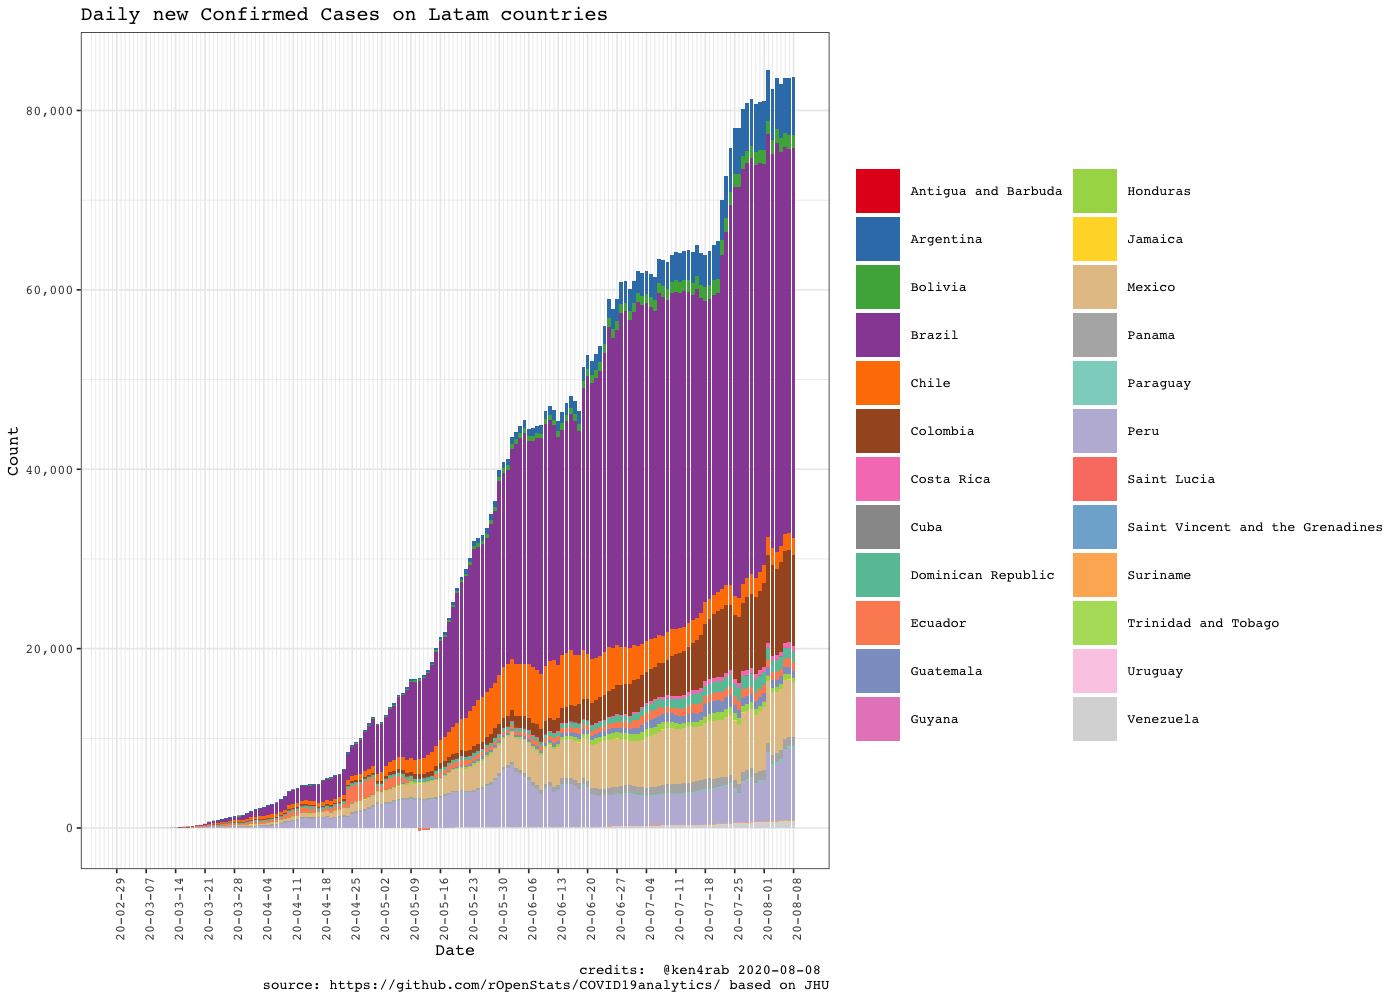 Daily new Confirmed Cases on Latam countries
Count
80,000
60,000
40,000
20,000
0
20-02-29
20-03-07
20-03-14
20-03-21
20-03-28
20-04-04
20-04-11
20-04-18
20-04-25
20-05-02
20-05-09
20-05-16
20-05-23
20-05-30
20-06-06
20-06-13
20-06-20
20-06-27
20-07-04
20-07-11
20-07-18
20-07-25
20-08-01
20-08-08
Date
Antigua and Barbuda
Argentina
Bolivia
Brazil
Chile
Colombia
Costa Rica
Cuba
Dominican Republic
Ecuador
Guatemala
Guyana
Honduras
Jamaica
Mexico
Panama
Paraguay
Peru
Saint Lucia
Saint Vincent and the Grenadines
Suriname
Trinidad and Tobago
Uruguay
Venezuela
credits:  @ken4rab 2020-08-08
source: https://github.com/rOpenStats/COVID19analytics/ based on JHU